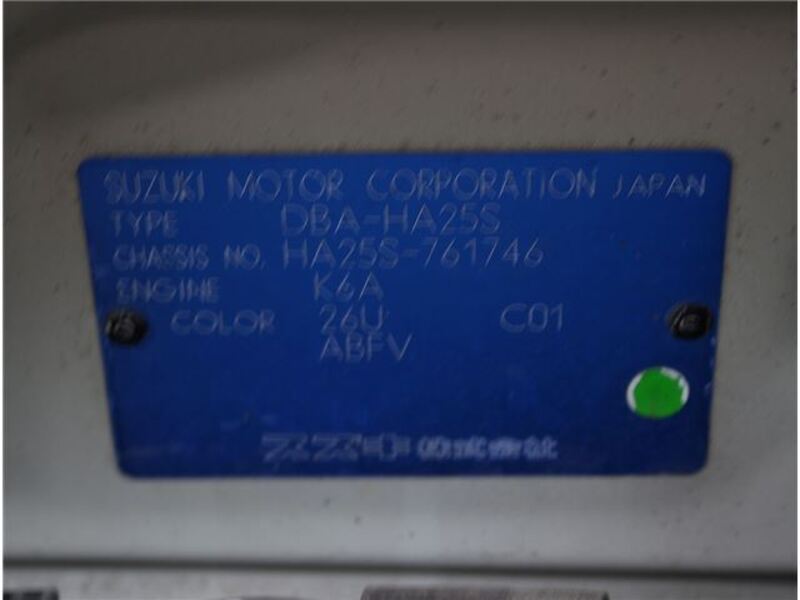 SUZUKI MOTOR CORPORATION JAPAN
TYPE DBA-HA25S
CHASSIS NO. HA25S-761746
ENGINE K6A
COLOR 26U C01
ABFV